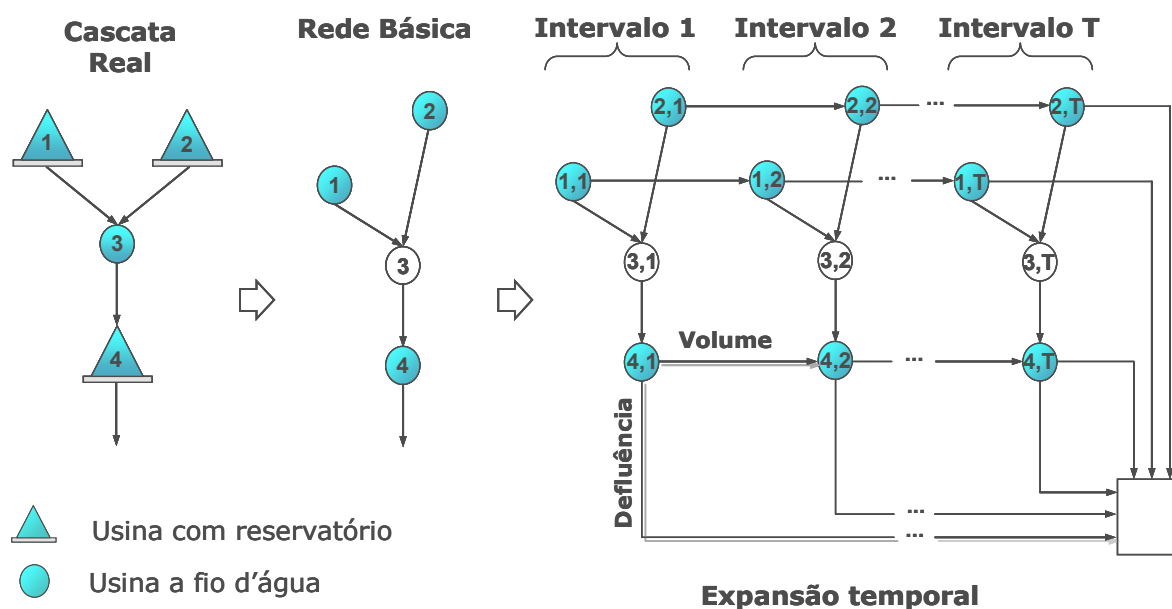 Cascata
Real
1
2
3
4
Rede Básica
2
1
3
4
Intervalo 1
Intervalo 2
Intervalo T
2,1
2,2
...
2,T
1,1
1,2
...
1,T
3,1
3,2
3,T
Volume
4,1
4,2
...
4,T
Defluência
...
...
Usina com reservatório
Usina a fio d’água
Expansão temporal